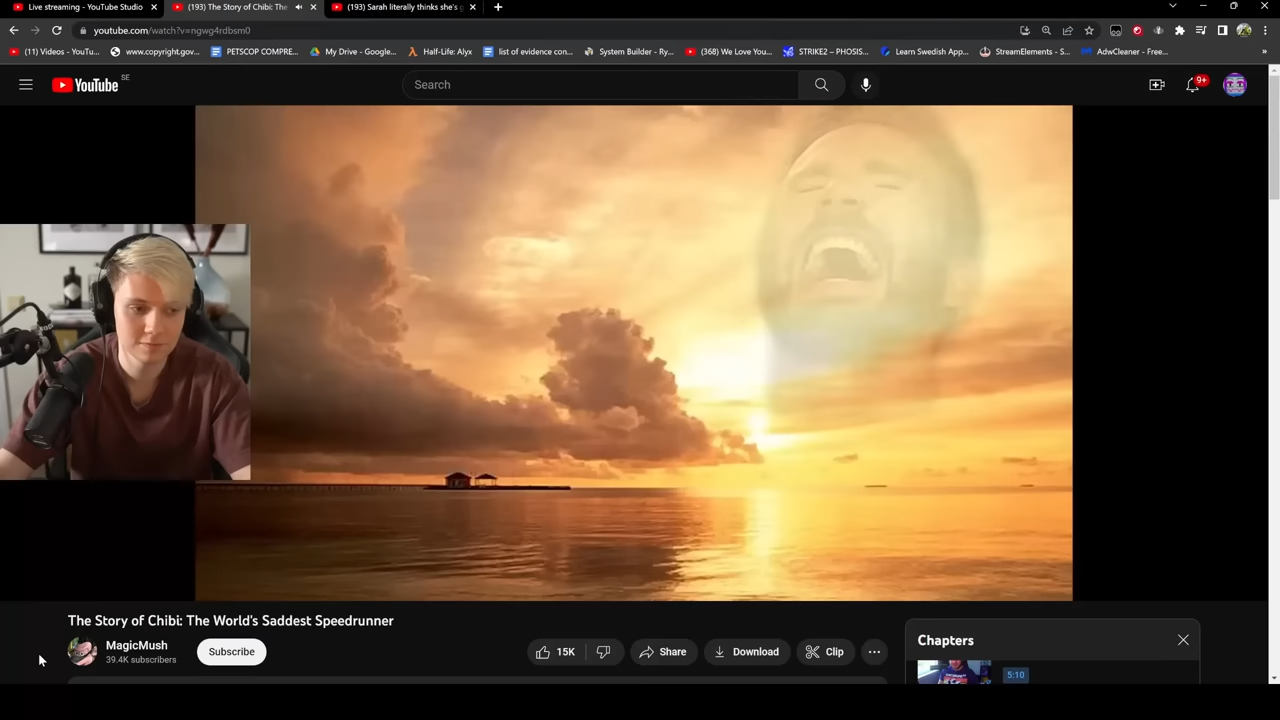 Live streaming - YouTube Studio
(193) The Story of Chibi: The
(193) Sarah literally thinks she's g
youtube.com/watch?v=ngwg4rdbsm0
(11) Videos - YouTu...
www.copyright.gov...
PETSCOP COMPRE...
My Drive - Google...
Half-Life: Alyx
list of evidence con...
System Builder - Ry...
(368) We Love You...
STRIKE2 – PHOSIS...
Learn Swedish App...
StreamElements - S...
AdwCleaner - Free...
»
YouTube SE
Search
9+
The Story of Chibi: The World's Saddest Speedrunner
MagicMush
39.4K subscribers
Subscribe
15K
Share
Download
Clip
Chapters
5:10